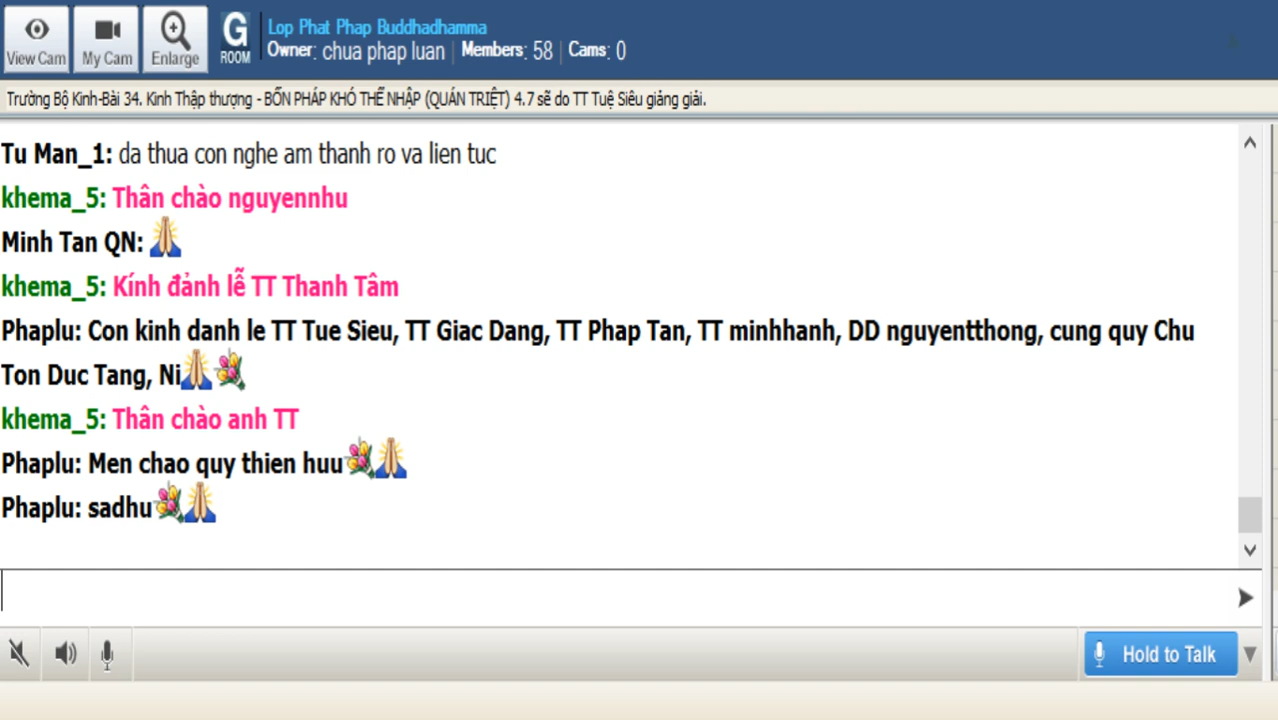 View Cam
My Cam
Enlarge
G
ROOM
Lop Phat Phap Buddhadhamma
Owner: chua phap luan | Members: 58 | Cams: 0
Trường Bộ Kinh-Bài 34. Kinh Thập thượng - BỐN PHÁP KHÓ THỂ NHẬP (QUÁN TRIỆT) 4.7 sẽ do TT Tuệ Siêu giảng giải.
Tu Man_1: da thua con nghe am thanh ro va lien tuc
khema_5: Thân chào nguyennhu
Minh Tan QN:
khema_5: Kính đảnh lễ TT Thanh Tâm
Phaplu: Con kinh danh le TT Tue Sieu, TT Giac Dang, TT Phap Tan, TT minhhanh, DD nguyentthong, cung quy Chu
Ton Duc Tang, Ni
khema_5: Thân chào anh TT
Phaplu: Men chao quy thien huu
Phaplu: sadhu
Hold to Talk